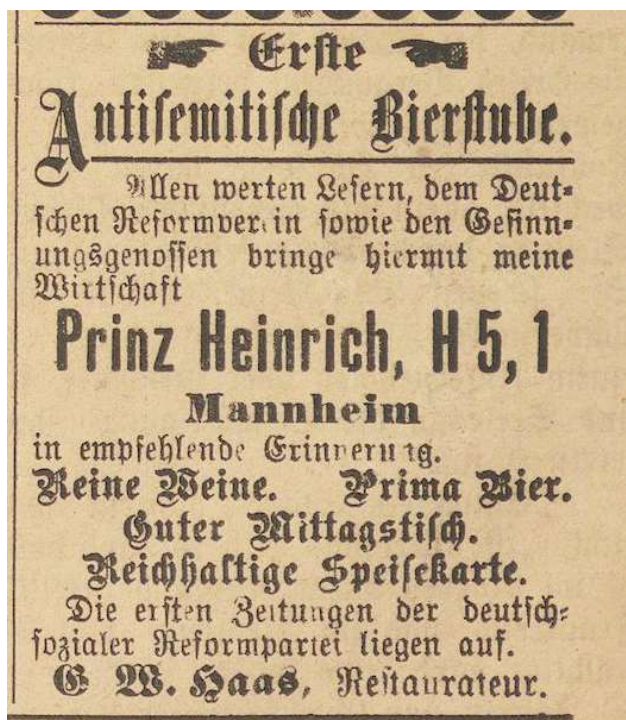 Erste
Antisemitische Bierstube.
Allen werten Lesern, dem Deut-
schen Reformverein sowie den Gesinn-
ungsgenossen bringe hiermit meine
Wirtschaft
Prinz Heinrich, H 5, 1
Mannheim
in empfehlende Erinnerung.
Reine Weine. Prima Bier.
Guter Mittagstisch.
Reichhaltige Speisekarte.
Die ersten Zeitungen der deutsch-
sozialer Reformpartei liegen auf.
G W. Haas, Restaurateur.